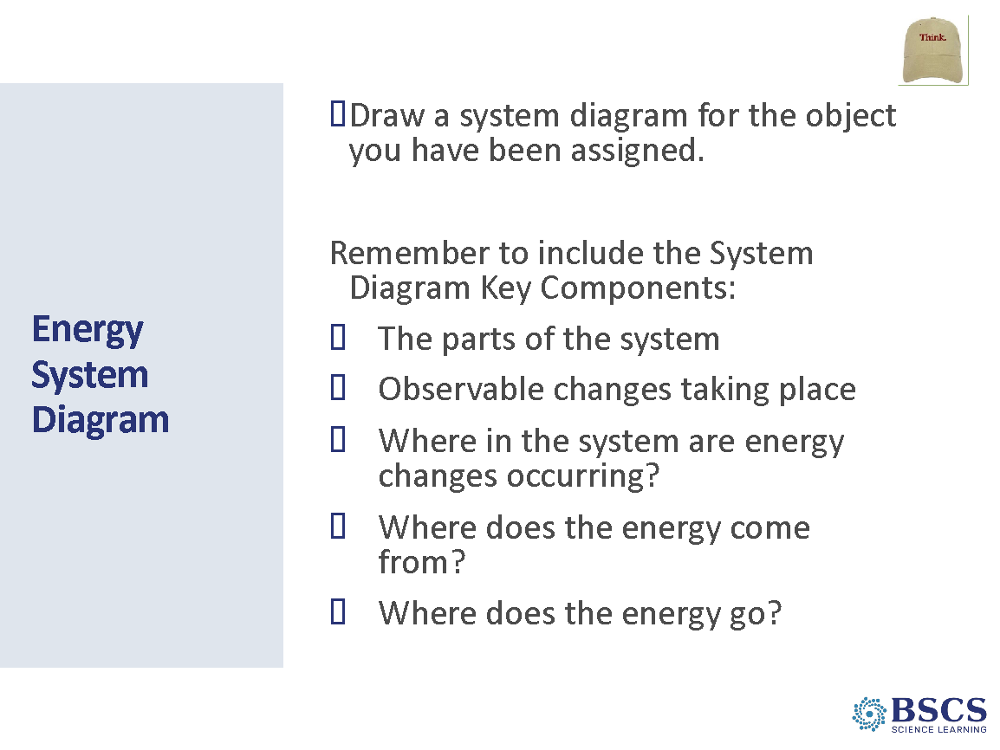 Think.
Energy
System
Diagram
Draw a system diagram for the object
you have been assigned.
Remember to include the System
Diagram Key Components:
The parts of the system
Observable changes taking place
Where in the system are energy
changes occurring?
Where does the energy come
from?
Where does the energy go?
BSCS
SCIENCE LEARNING